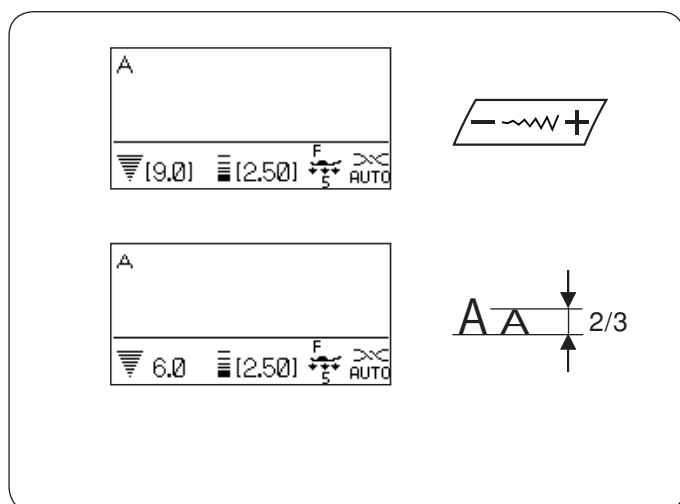 A
F
[9.0] [2.50] 5 AUTO
− +
A
F
6.0 [2.50] 5 AUTO
A A 2/3